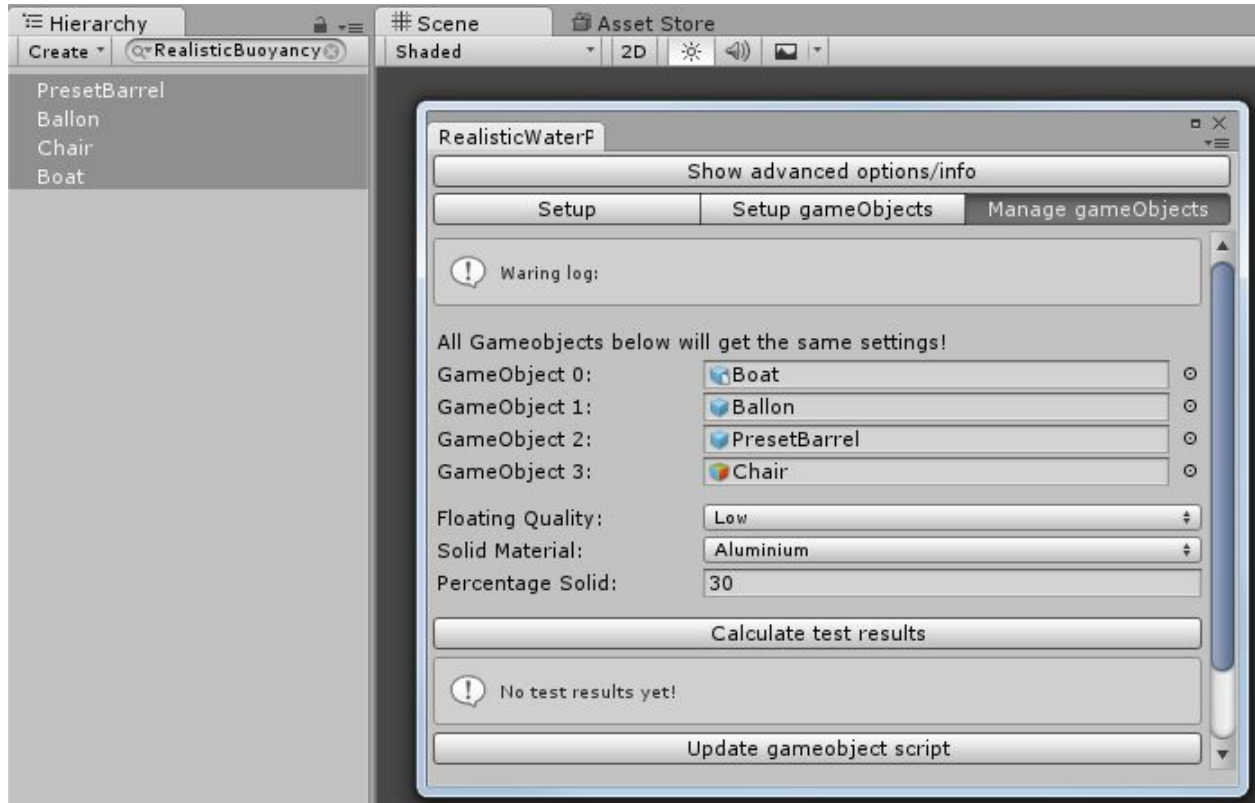 Hierarchy
Create RealisticBuoyancy
PresetBarrel
Ballon
Chair
Boat
Scene Asset Store
Shaded 2D
RealisticWaterP
Show advanced options/info
Setup Setup gameObjects Manage gameObjects
Waring log:
All Gameobjects below will get the same settings!
GameObject 0: Boat
GameObject 1: Ballon
GameObject 2: PresetBarrel
GameObject 3: Chair
Floating Quality: Low
Solid Material: Aluminium
Percentage Solid: 30
Calculate test results
No test results yet!
Update gameobject script